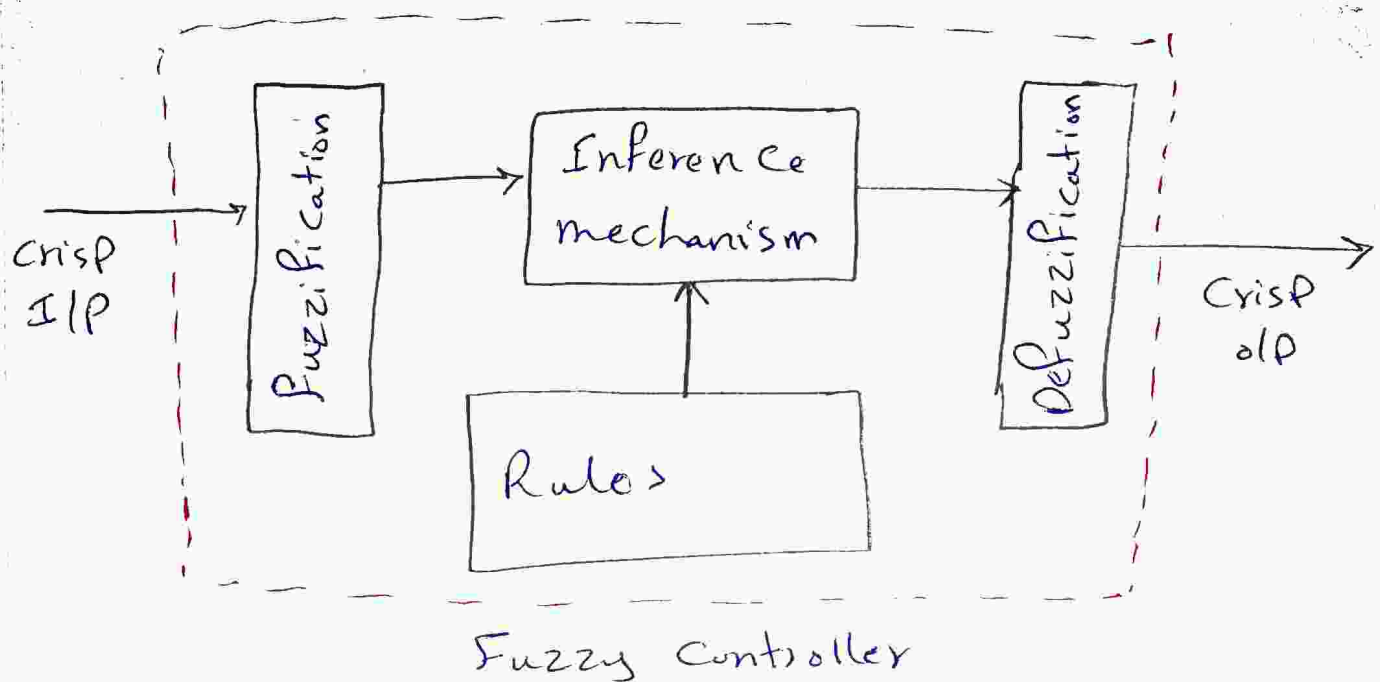 Crisp
I/P
Fuzzification
Inference
mechanism
Rules
Defuzzification
Crisp
o/p
Fuzzy Controller